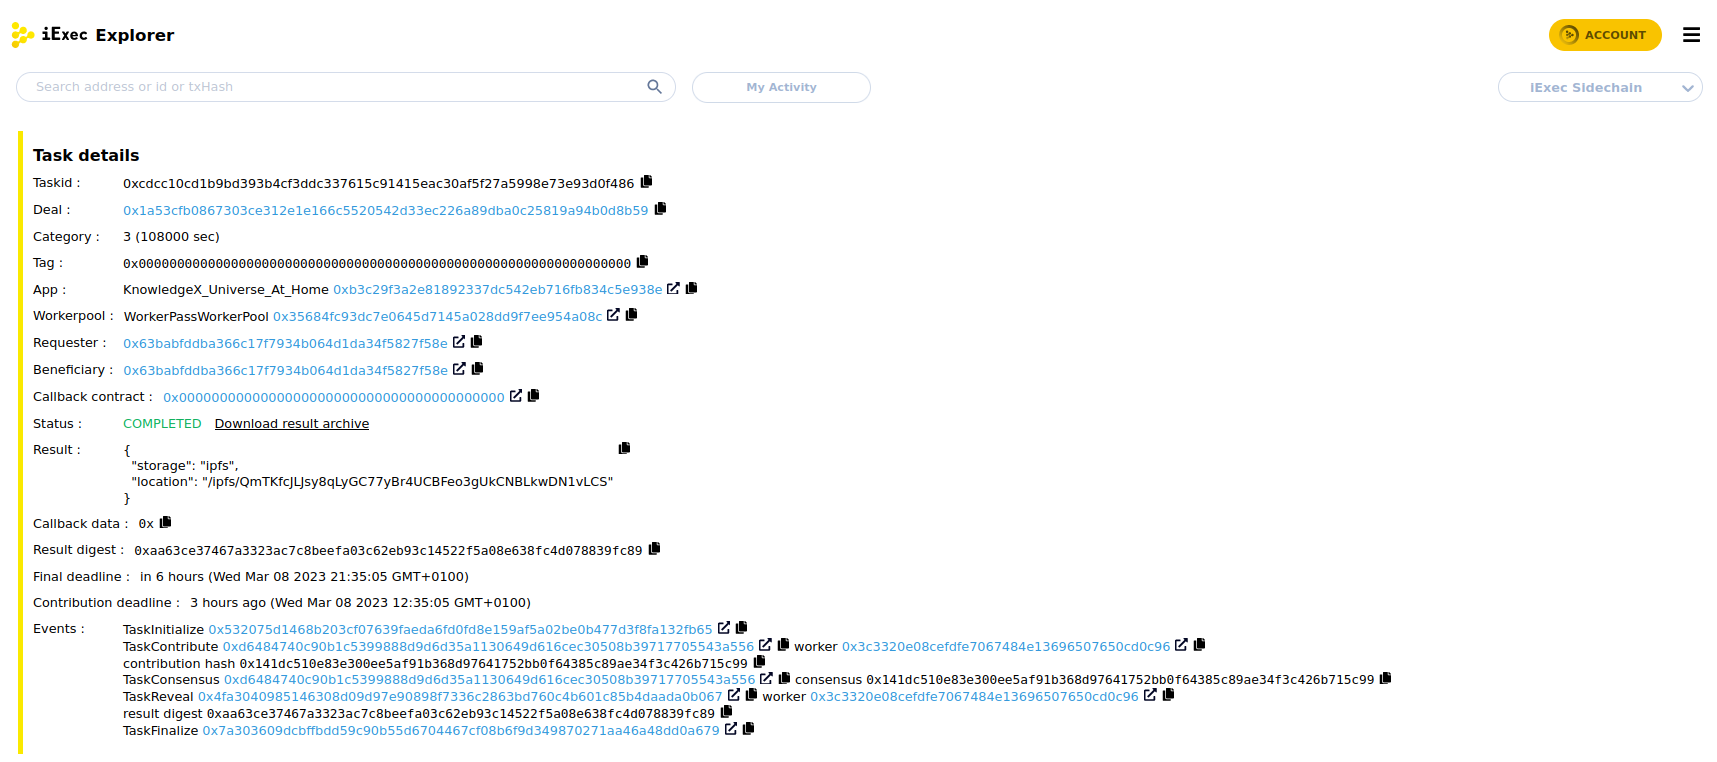 iExec Explorer
ACCOUNT
Search address or id or txHash
My Activity
iExec Sidechain
Task details
Taskid : 0xcdcc10cd1b9bd393b4cf3ddc337615c91415eac30af5f27a5998e73e93d0f486
Deal : 0x1a53cfb0867303ce312e1e166c5520542d33ec226a89dba0c25819a94b0d8b59
Category : 3 (108000 sec)
Tag : 0x0000000000000000000000000000000000000000000000000000000000000000
App : KnowledgeX_Universe_At_Home 0xb3c29f3a2e81892337dc542eb716fb834c5e938e
Workerpool : WorkerPassWorkerPool 0x35684fc93dc7e0645d7145a028dd9f7ee954a08c
Requester : 0x63babfddba366c17f7934b064d1da34f5827f58e
Beneficiary : 0x63babfddba366c17f7934b064d1da34f5827f58e
Callback contract : 0x0000000000000000000000000000000000000000
Status : COMPLETED Download result archive
Result : {
"storage": "ipfs",
"location": "/ipfs/QmTKfcJLJsy8qLyGC77yBr4UCBFeo3gUkCNBLkwDN1vLCS"
}
Callback data : 0x
Result digest : 0xaa63ce37467a3323ac7c8beefa03c62eb93c14522f5a08e638fc4d078839fc89
Final deadline : in 6 hours (Wed Mar 08 2023 21:35:05 GMT+0100)
Contribution deadline : 3 hours ago (Wed Mar 08 2023 12:35:05 GMT+0100)
Events : TaskInitialize 0x532075d1468b203cf07639faeda6fd0fd8e159af5a02be0b477d3f8fa132fb65
TaskContribute 0xd6484740c90b1c5399888d9d6d35a1130649d616cec30508b39717705543a556 worker 0x3c3320e08cefdfe7067484e13696507650cd0c96
contribution hash 0x141dc510e83e300ee5af91b368d97641752bb0f64385c89ae34f3c426b715c99
TaskConsensus 0xd6484740c90b1c5399888d9d6d35a1130649d616cec30508b39717705543a556 consensus 0x141dc510e83e300ee5af91b368d97641752bb0f64385c89ae34f3c426b715c99
TaskReveal 0x4fa3040985146308d09d97e90898f7336c2863bd760c4b601c85b4daada0b067 worker 0x3c3320e08cefdfe7067484e13696507650cd0c96
result digest 0xaa63ce37467a3323ac7c8beefa03c62eb93c14522f5a08e638fc4d078839fc89
TaskFinalize 0x7a303609dcbffbdd59c90b55d6704467cf08b6f9d349870271aa46a48dd0a679